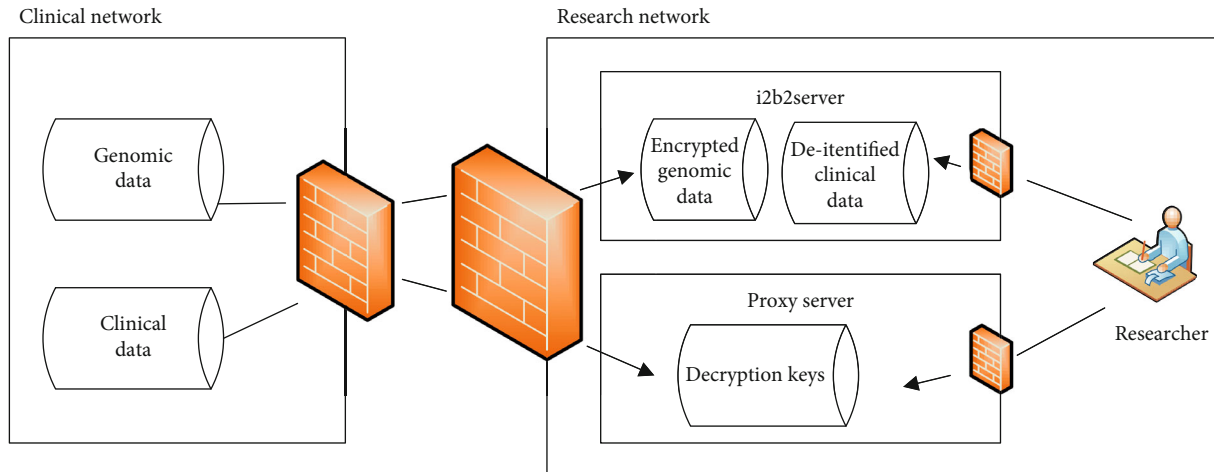 Clinical network
Research network
Genomic
data
Clinical
data
i2b2server
Encrypted
genomic
data
De-itentified
clinical
data
Proxy server
Decryption keys
Researcher